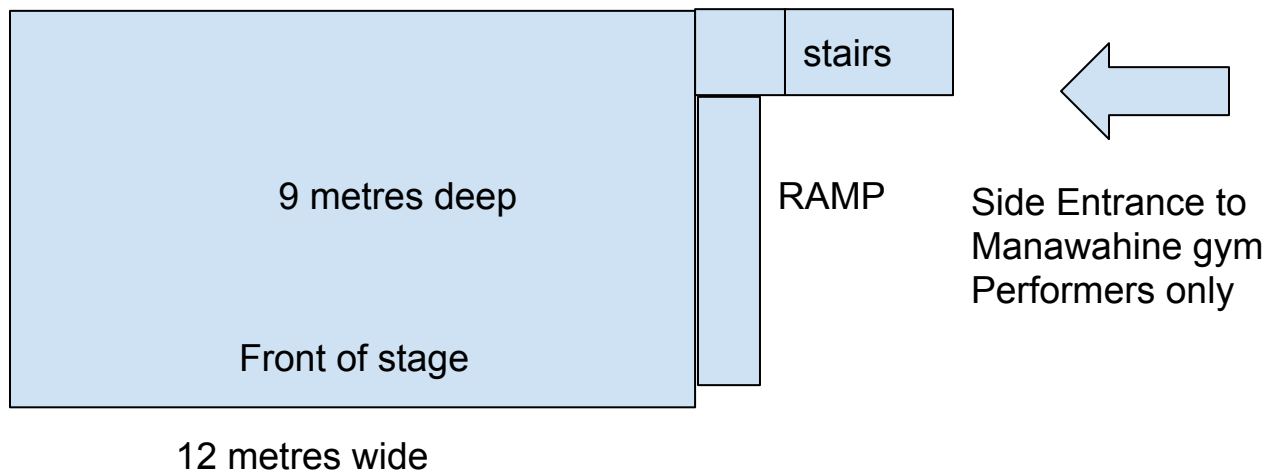 stairs
9 metres deep
RAMP
Side Entrance to
Manawahine gym
Performers only
Front of stage
12 metres wide